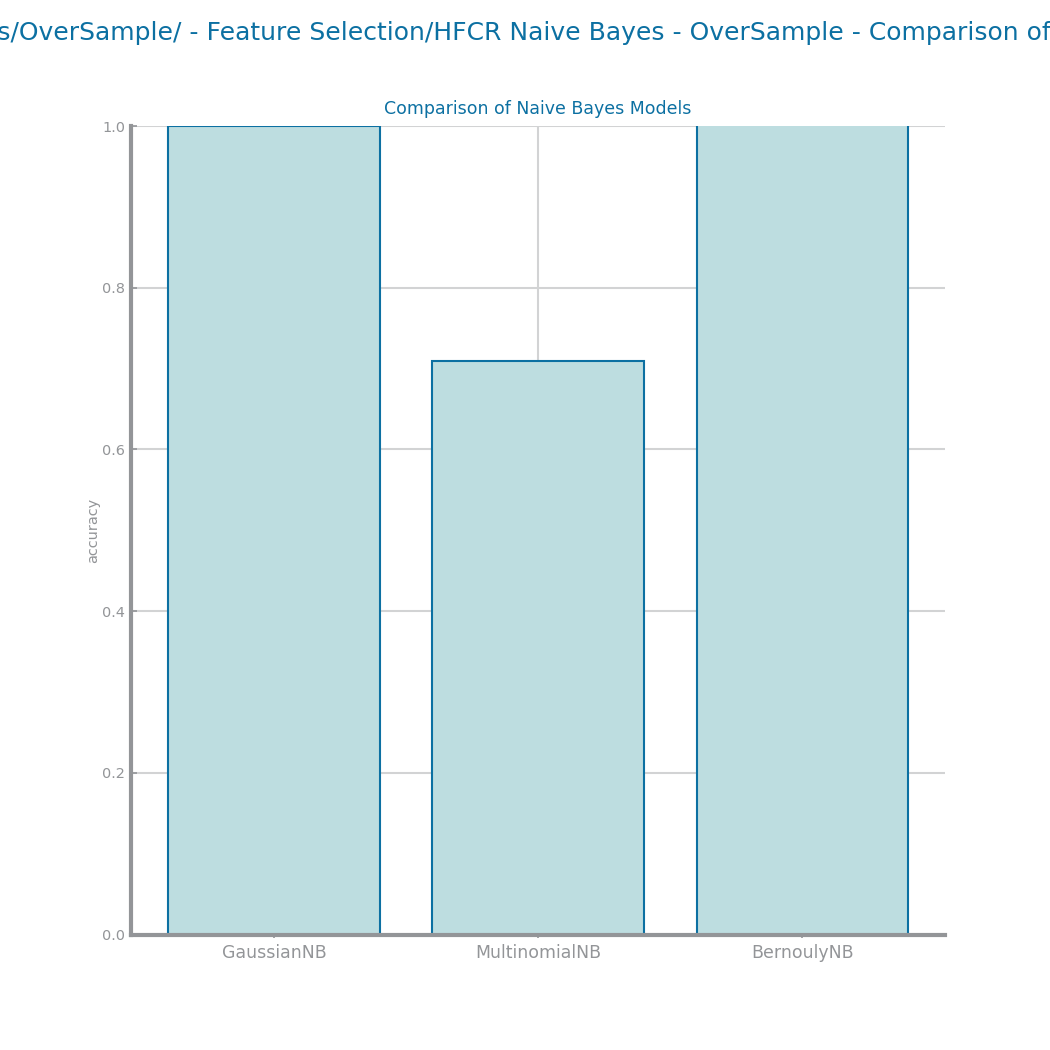 s/OverSample/ - Feature Selection/HFCR Naive Bayes - OverSample - Comparison of
Comparison of Naive Bayes Models
1.0
0.8
0.6
0.4
0.2
0.0
accuracy
GaussianNB
MultinomialNB
BernoulyNB